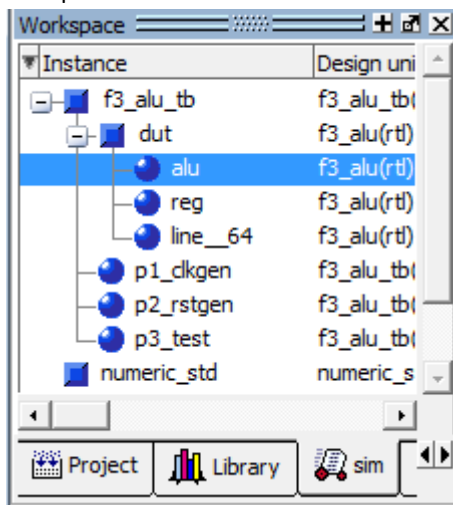 Workspace
Instance Design uni
f3_alu_tb f3_alu_tb(
dut f3_alu(rtl)
alu f3_alu(rtl)
reg f3_alu(rtl)
line__64 f3_alu(rtl)
p1_clkgen f3_alu_tb(
p2_rstgen f3_alu_tb(
p3_test f3_alu_tb(
numeric_std numeric_s
Project Library sim